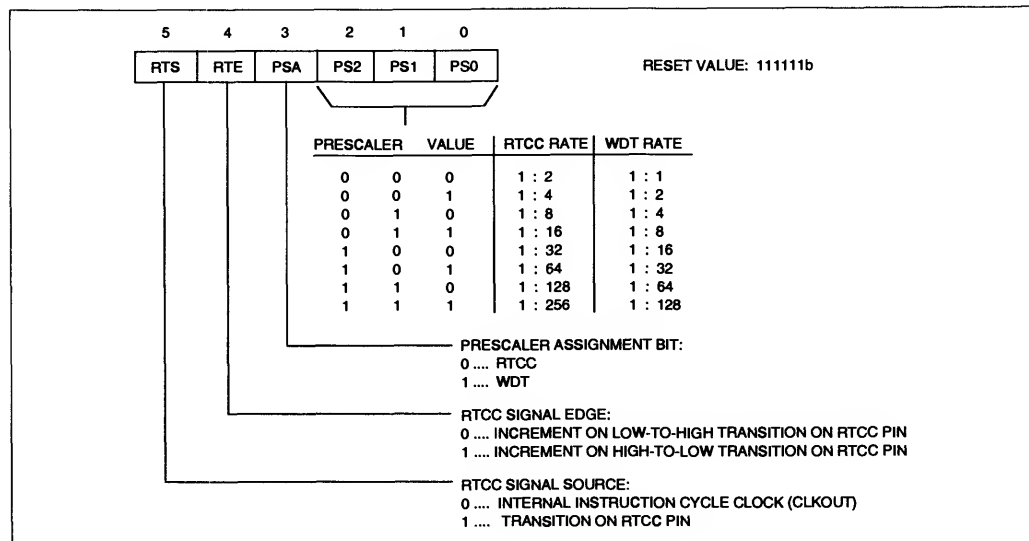 5 4 3 2 1 0
RTS RTE PSA PS2 PS1 PS0
RESET VALUE: 111111b
PRESCALER VALUE RTCC RATE WDT RATE
0 0 0 1 : 2 1 : 1
0 0 1 1 : 4 1 : 2
0 1 0 1 : 8 1 : 4
0 1 1 1 : 16 1 : 8
1 0 0 1 : 32 1 : 16
1 0 1 1 : 64 1 : 32
1 1 0 1 : 128 1 : 64
1 1 1 1 : 256 1 : 128
PRESCALER ASSIGNMENT BIT:
0 .... RTCC
1 .... WDT
RTCC SIGNAL EDGE:
0 .... INCREMENT ON LOW-TO-HIGH TRANSITION ON RTCC PIN
1 .... INCREMENT ON HIGH-TO-LOW TRANSITION ON RTCC PIN
RTCC SIGNAL SOURCE:
0 .... INTERNAL INSTRUCTION CYCLE CLOCK (CLKOUT)
1 .... TRANSITION ON RTCC PIN